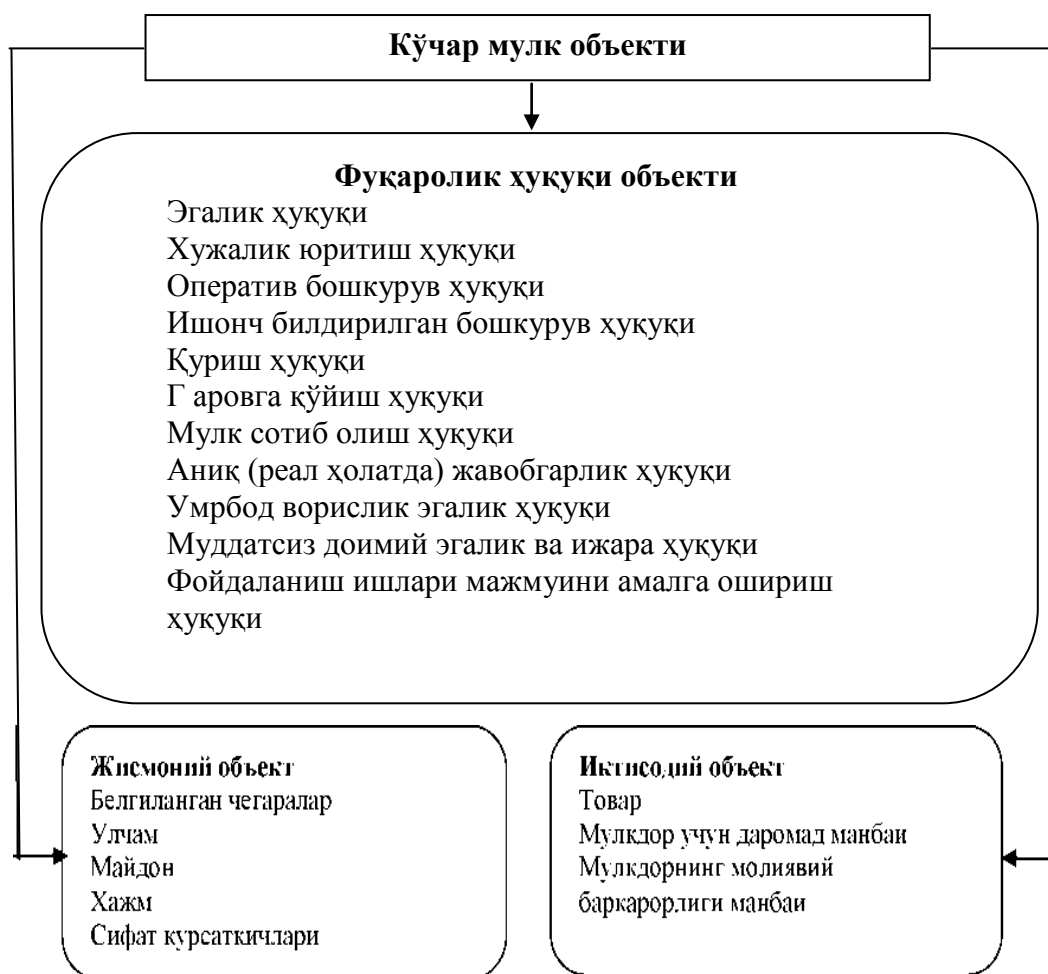 Кўчар мулк объекти
Фуқаролик ҳуқуқи объекти
Эгалик ҳуқуқи
Хужалик юритиш ҳуқуқи
Оператив бошкурув ҳуқуқи
Ишонч билдирилган бошкурув ҳуқуқи
Қуриш ҳуқуқи
Г аровга қўйиш ҳуқуқи
Мулк сотиб олиш ҳуқуқи
Аниқ (реал ҳолатда) жавобгарлик ҳуқуқи
Умрбод ворислик эгалик ҳуқуқи
Муддатсиз доимий эгалик ва ижара ҳуқуқи
Фойдаланиш ишлари мажмуини амалга ошириш
ҳуқуқи
Жисмоний объект
Белгиланган чегаралар
Улчам
Майдон
Хажм
Сифат курсаткичлари
Иктисодий объект
Товар
Мулкдор учун даромад манбаи
Мулкдорнинг молиявий
баркарорлиги манбаи